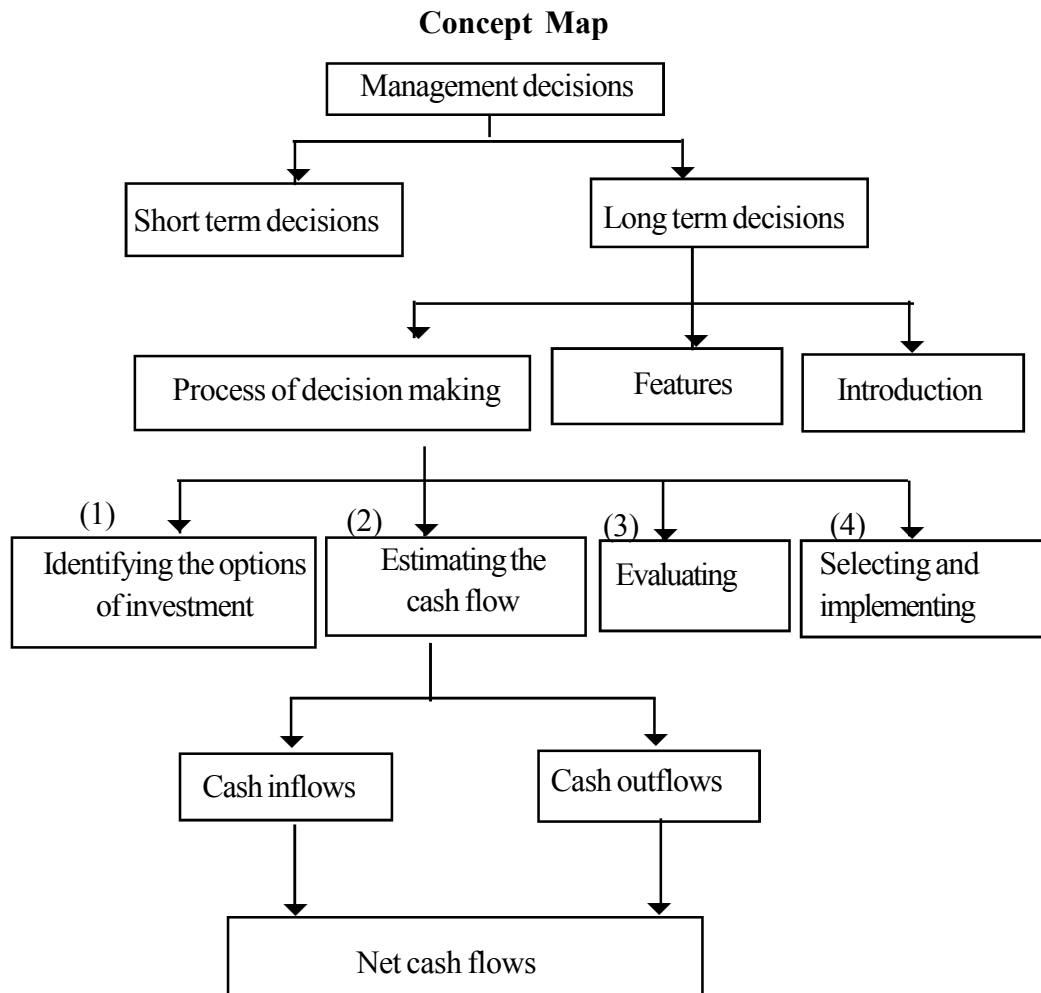 Concept Map
Management decisions
Short term decisions
Long term decisions
Process of decision making
Features
Introduction
(1)
Identifying the options
of investment
(2)
Estimating the
cash flow
(3)
Evaluating
(4)
Selecting and
implementing
Cash inflows
Cash outflows
Net cash flows